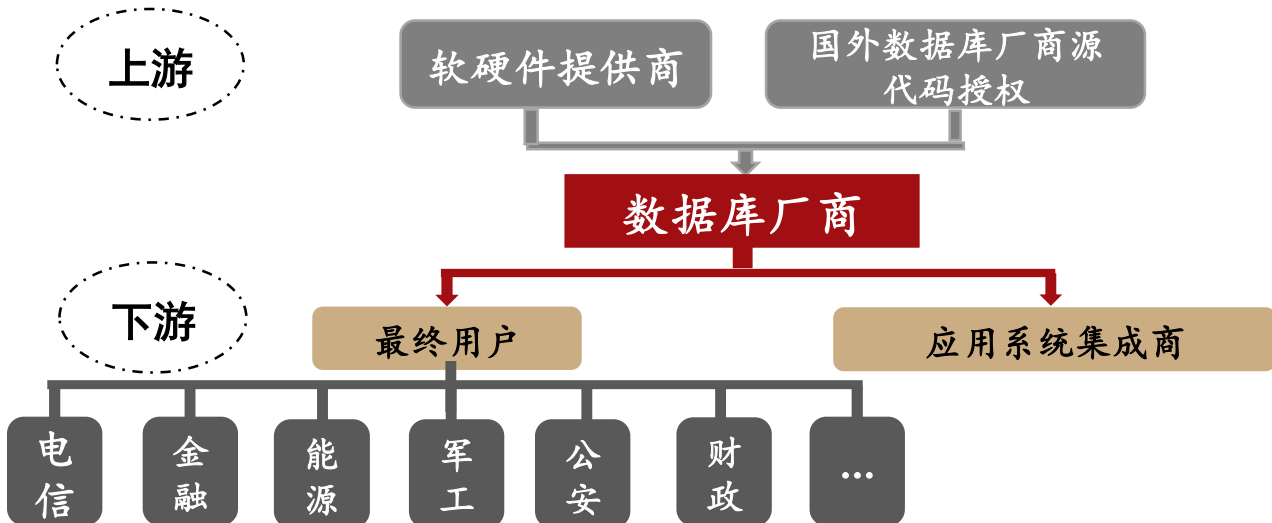 上游
软硬件提供商
国外数据库厂商源
代码授权
数据库厂商
下游
最终用户
应用系统集成商
电
信
金
融
能
源
军
工
公
安
财
政
...